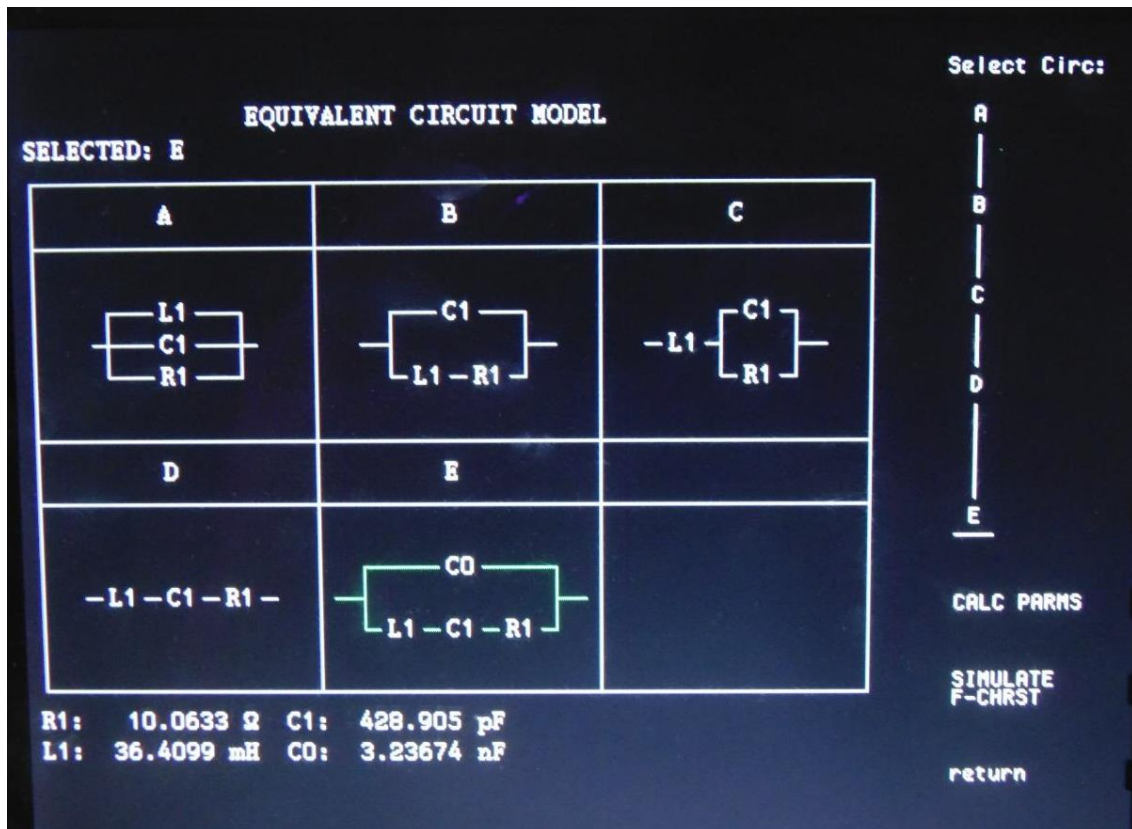 Select Circ:
EQUIVALENT CIRCUIT MODEL
SELECTED: E
A B C
L1 C1 L1 C1
C1
R1 L1 R1 R1
D E
L1 C1 R1 C0
L1 C1 R1
R1: 10.0633 Ω C1: 428.905 pF
L1: 36.4099 mH C0: 3.23674 nF
A
B
C
D
E
CALC PARMS
SIMULATE
F-CHRST
return